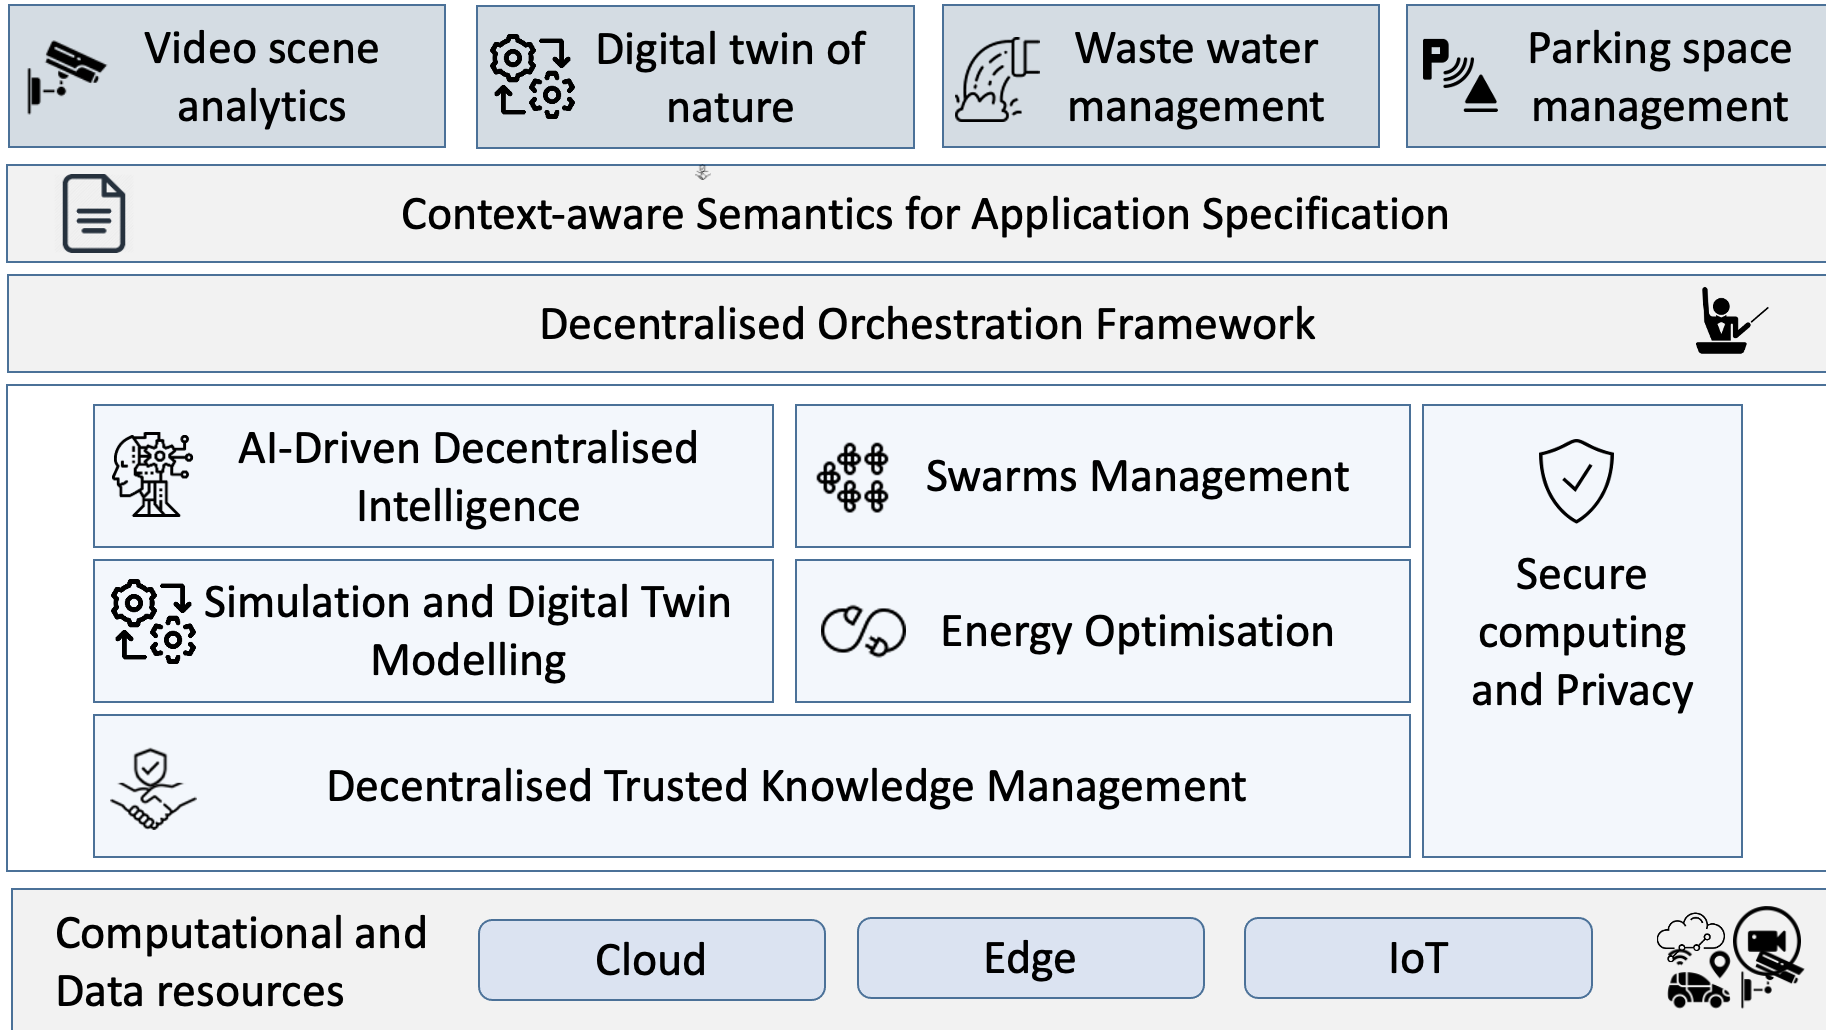 Video scene
analytics
Digital twin of
nature
Waste water
management
P
Parking space
management
Context-aware Semantics for Application Specification
Decentralised Orchestration Framework
AI-Driven Decentralised
Intelligence
Swarms Management
Simulation and Digital Twin
Modelling
Energy Optimisation
Secure
computing
and Privacy
Decentralised Trusted Knowledge Management
Computational and
Data resources
Cloud
Edge
IoT